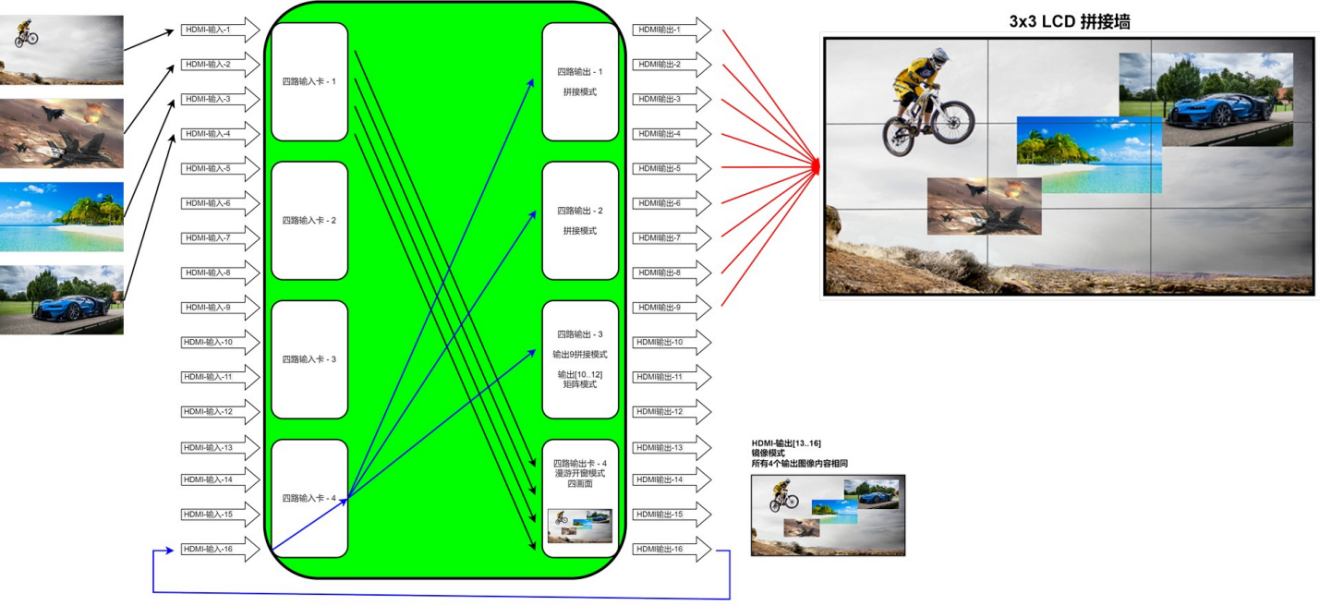 3x3 LCD 拼接墙
HDMI-输入-1
HDMI-输入-2
HDMI-输入-3
HDMI-输入-4
HDMI-输入-5
HDMI-输入-6
HDMI-输入-7
HDMI-输入-8
HDMI-输入-9
HDMI-输入-10
HDMI-输入-11
HDMI-输入-12
HDMI-输入-13
HDMI-输入-14
HDMI-输入-15
HDMI-输入-16
四路输入卡 - 1
四路输入卡 - 2
四路输入卡 - 3
四路输入卡 - 4
四路输出 - 1
拼接模式
四路输出 - 2
拼接模式
四路输出 - 3
输出9拼接模式
输出[10..12]
矩阵模式
四路输出卡 - 4
漫游开窗模式
四画面
HDMI输出-1
HDMI输出-2
HDMI输出-3
HDMI输出-4
HDMI输出-5
HDMI输出-6
HDMI输出-7
HDMI输出-8
HDMI输出-9
HDMI输出-10
HDMI输出-11
HDMI输出-12
HDMI输出-13
HDMI输出-14
HDMI输出-15
HDMI输出-16
HDMI-输出[13..16]
镜像模式
所有4个输出图像内容相同